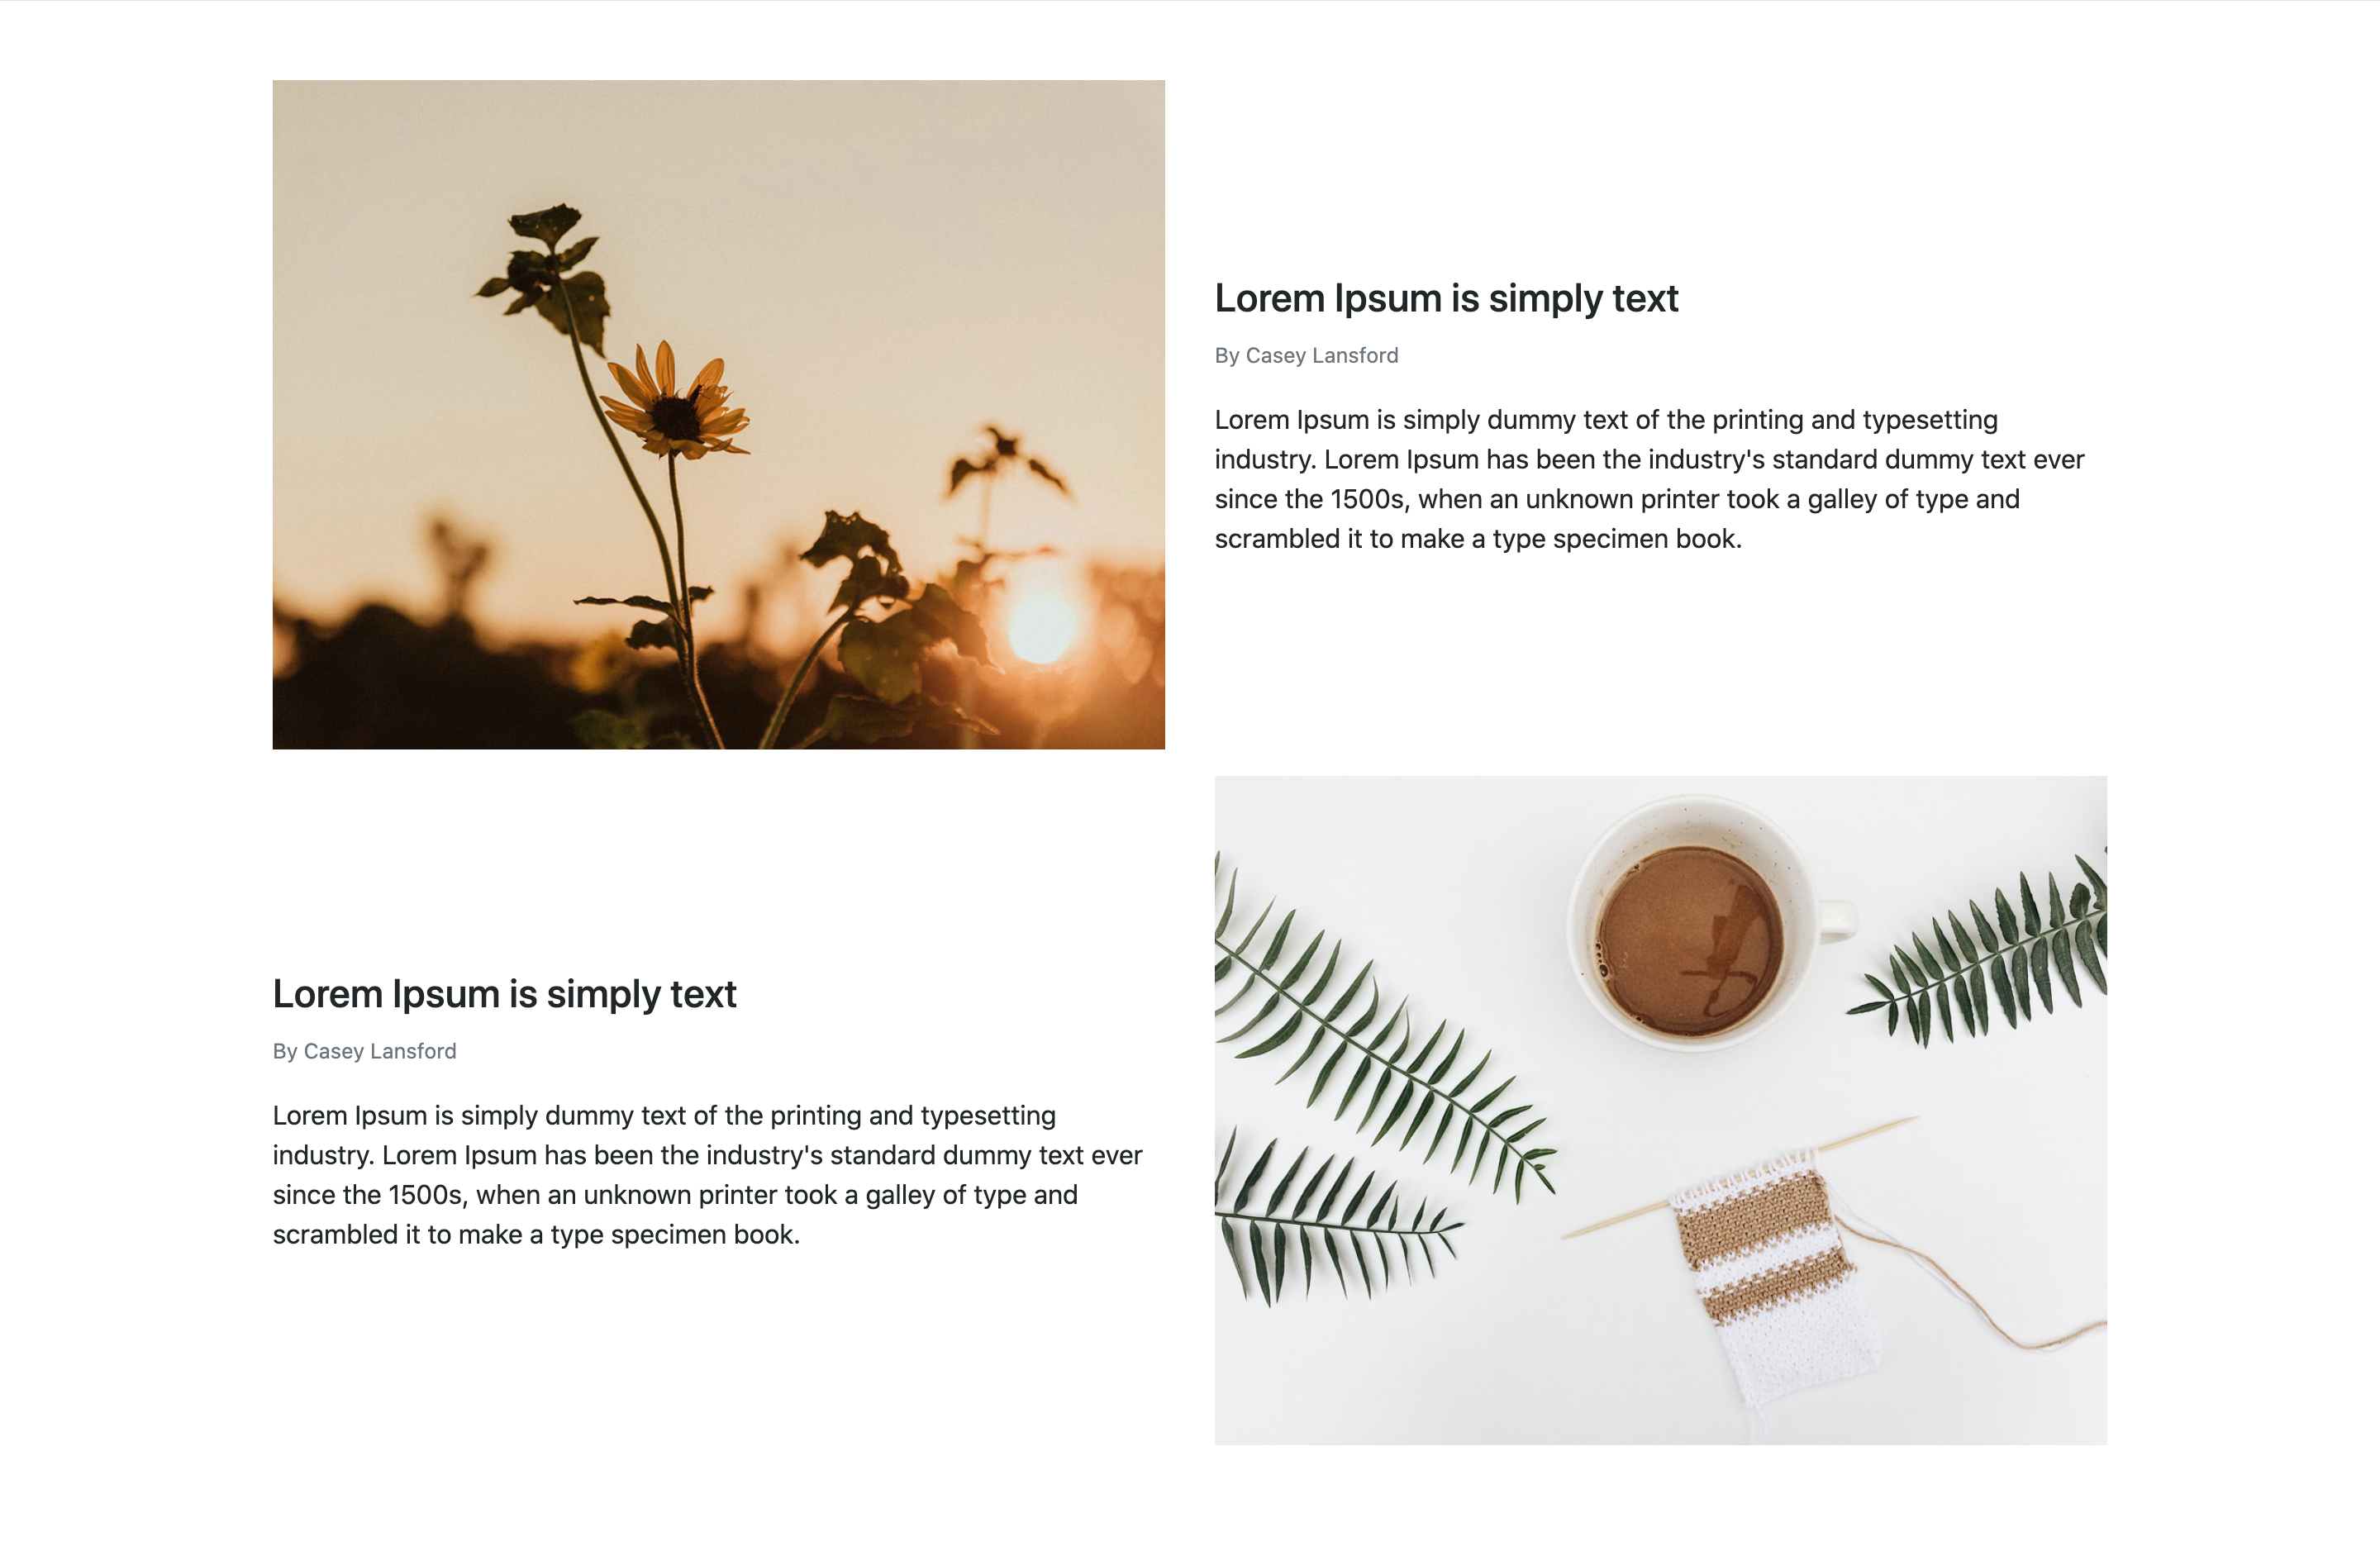 Lorem Ipsum is simply text
By Casey Lansford
Lorem Ipsum is simply dummy text of the printing and typesetting
industry. Lorem Ipsum has been the industry's standard dummy text ever
since the 1500s, when an unknown printer took a galley of type and
scrambled it to make a type specimen book.
Lorem Ipsum is simply text
By Casey Lansford
Lorem Ipsum is simply dummy text of the printing and typesetting
industry. Lorem Ipsum has been the industry's standard dummy text ever
since the 1500s, when an unknown printer took a galley of type and
scrambled it to make a type specimen book.